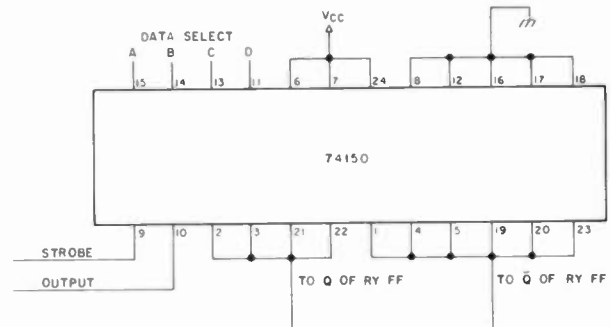 VCC
DATA SELECT
A B C D
15 14 13 11 6 7 24 8 12 16 17 18
74150
9 10 2 3 21 22 1 4 5 19 20 23
STROBE
OUTPUT
TO Q OF RY FF
TO Q̄ OF RY FF